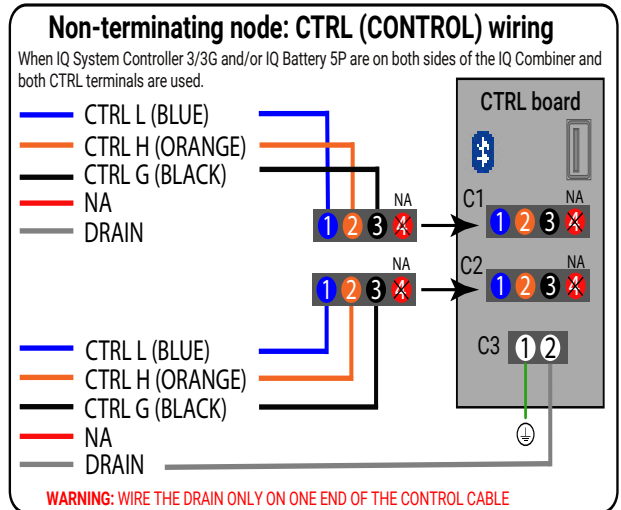 Non-terminating node: CTRL (CONTROL) wiring
When IQ System Controller 3/3G and/or IQ Battery 5P are on both sides of the IQ Combiner and
both CTRL terminals are used.
CTRL board
CTRL L (BLUE)
CTRL H (ORANGE)
CTRL G (BLACK)
NA
DRAIN
NA
1 2 3 4
C1
NA
1 2 3 4
NA
1 2 3 4
C2
NA
1 2 3 4
C3
1 2
CTRL L (BLUE)
CTRL H (ORANGE)
CTRL G (BLACK)
NA
DRAIN
WARNING: WIRE THE DRAIN ONLY ON ONE END OF THE CONTROL CABLE